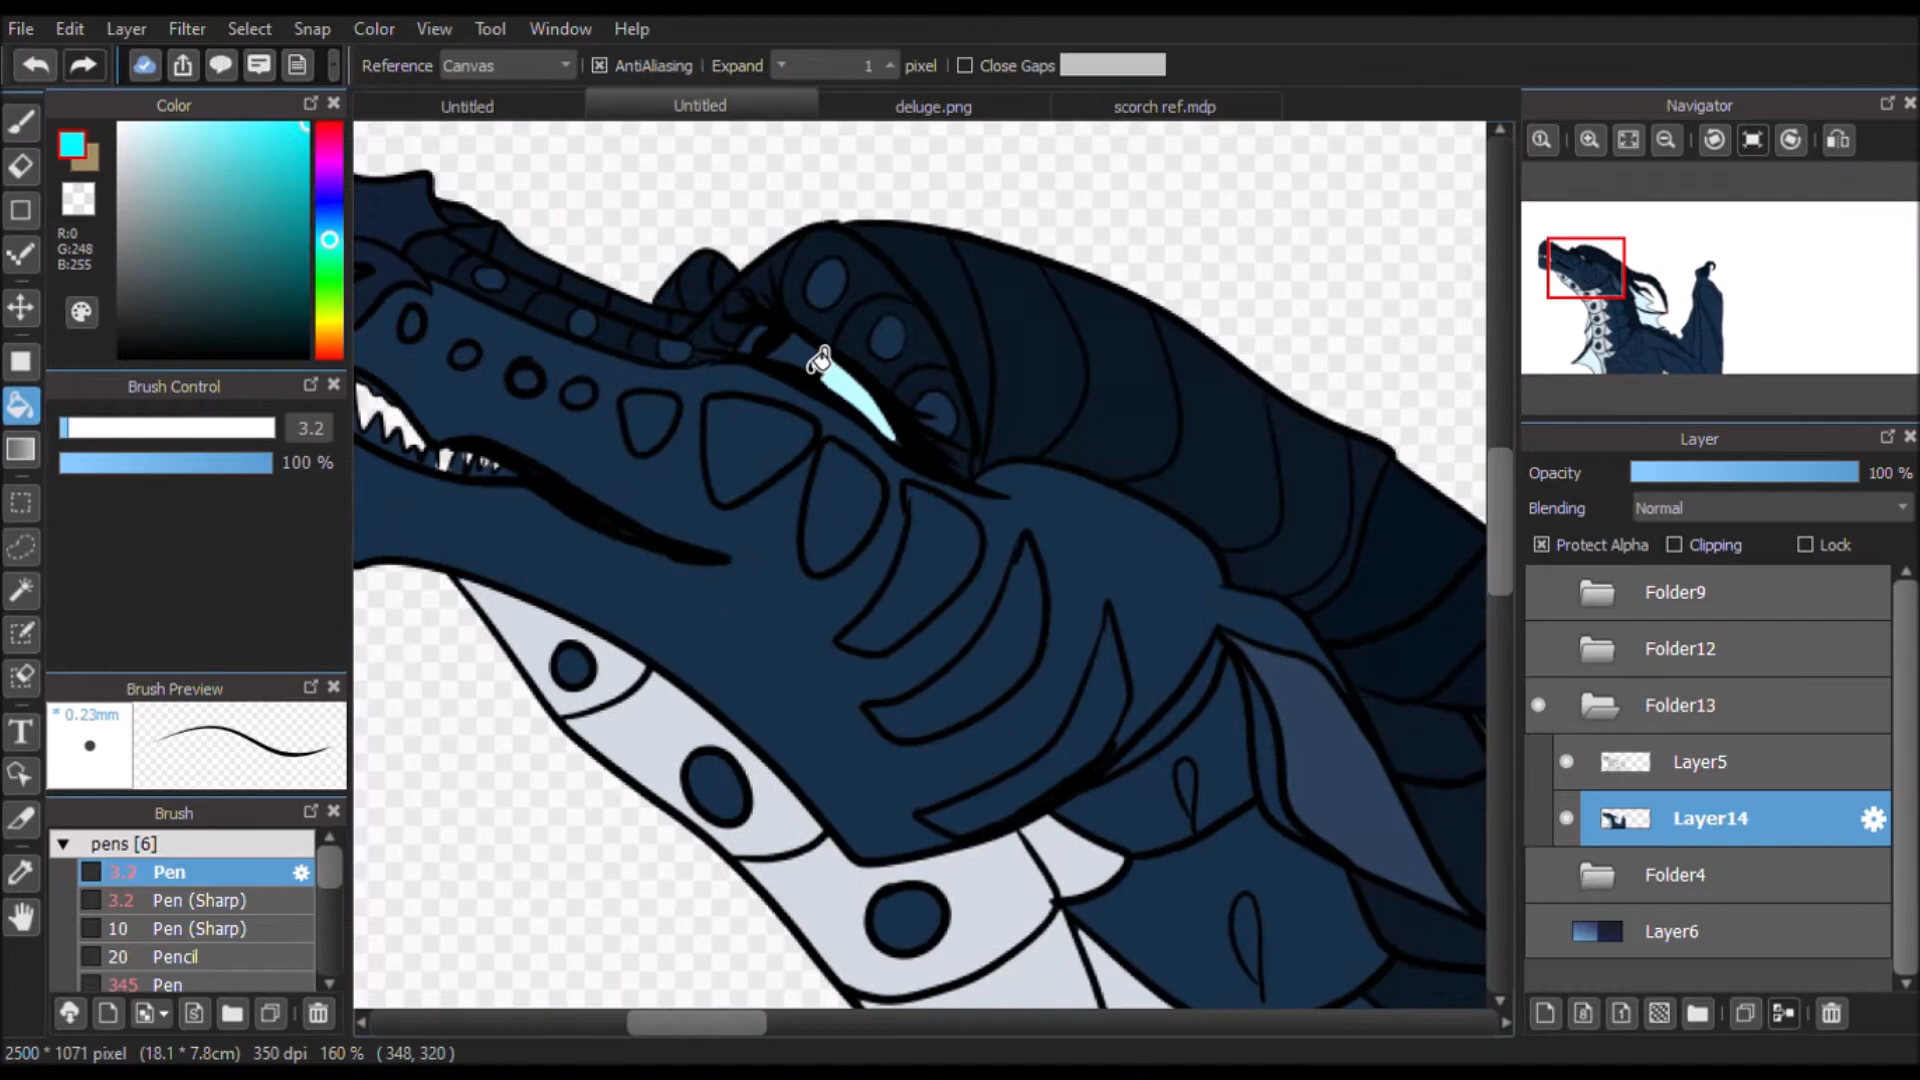 File Edit Layer Filter Select Snap Color View Tool Window Help
Reference Canvas AntiAliasing Expand 1 pixel Close Gaps
Color
Untitled Untitled deluge.png scorch ref.mdp
Navigator
R:0
G:248
B:255
Brush Control
3.2
100 %
Layer
Opacity 100 %
Blending Normal
Protect Alpha Clipping Lock
Folder9
Folder12
Folder13
Layer5
Layer14
Folder4
Layer6
Brush Preview
* 0.23mm
Brush
pens [6]
3.2 Pen
3.2 Pen (Sharp)
10 Pen (Sharp)
20 Pencil
345 Pen
2500 * 1071 pixel (18.1 * 7.8cm) 350 dpi 160 % ( 348, 320 )